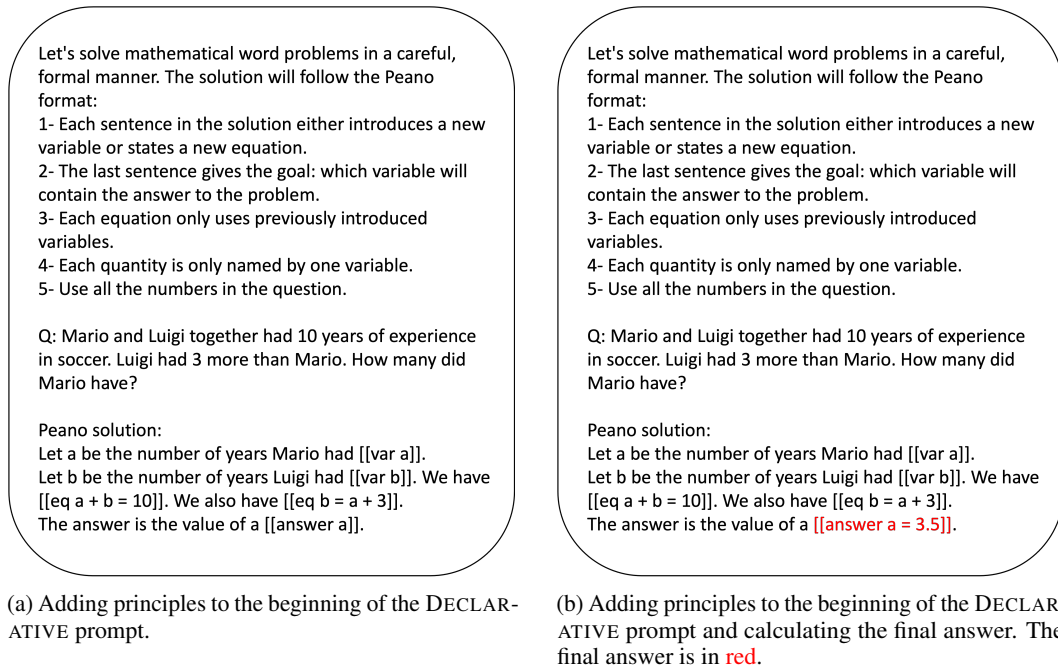 Let's solve mathematical word problems in a careful,
formal manner. The solution will follow the Peano
format:
1- Each sentence in the solution either introduces a new
variable or states a new equation.
2- The last sentence gives the goal: which variable will
contain the answer to the problem.
3- Each equation only uses previously introduced
variables.
4- Each quantity is only named by one variable.
5- Use all the numbers in the question.
Q: Mario and Luigi together had 10 years of experience
in soccer. Luigi had 3 more than Mario. How many did
Mario have?
Peano solution:
Let a be the number of years Mario had [[var a]].
Let b be the number of years Luigi had [[var b]]. We have
[[eq a + b = 10]]. We also have [[eq b = a + 3]].
The answer is the value of a [[answer a]].
(a) Adding principles to the beginning of the DECLAR-
ATIVE prompt.
Let's solve mathematical word problems in a careful,
formal manner. The solution will follow the Peano
format:
1- Each sentence in the solution either introduces a new
variable or states a new equation.
2- The last sentence gives the goal: which variable will
contain the answer to the problem.
3- Each equation only uses previously introduced
variables.
4- Each quantity is only named by one variable.
5- Use all the numbers in the question.
Q: Mario and Luigi together had 10 years of experience
in soccer. Luigi had 3 more than Mario. How many did
Mario have?
Peano solution:
Let a be the number of years Mario had [[var a]].
Let b be the number of years Luigi had [[var b]]. We have
[[eq a + b = 10]]. We also have [[eq b = a + 3]].
The answer is the value of a [[answer a = 3.5]].
(b) Adding principles to the beginning of the DECLAR
ATIVE prompt and calculating the final answer. The
final answer is in red.